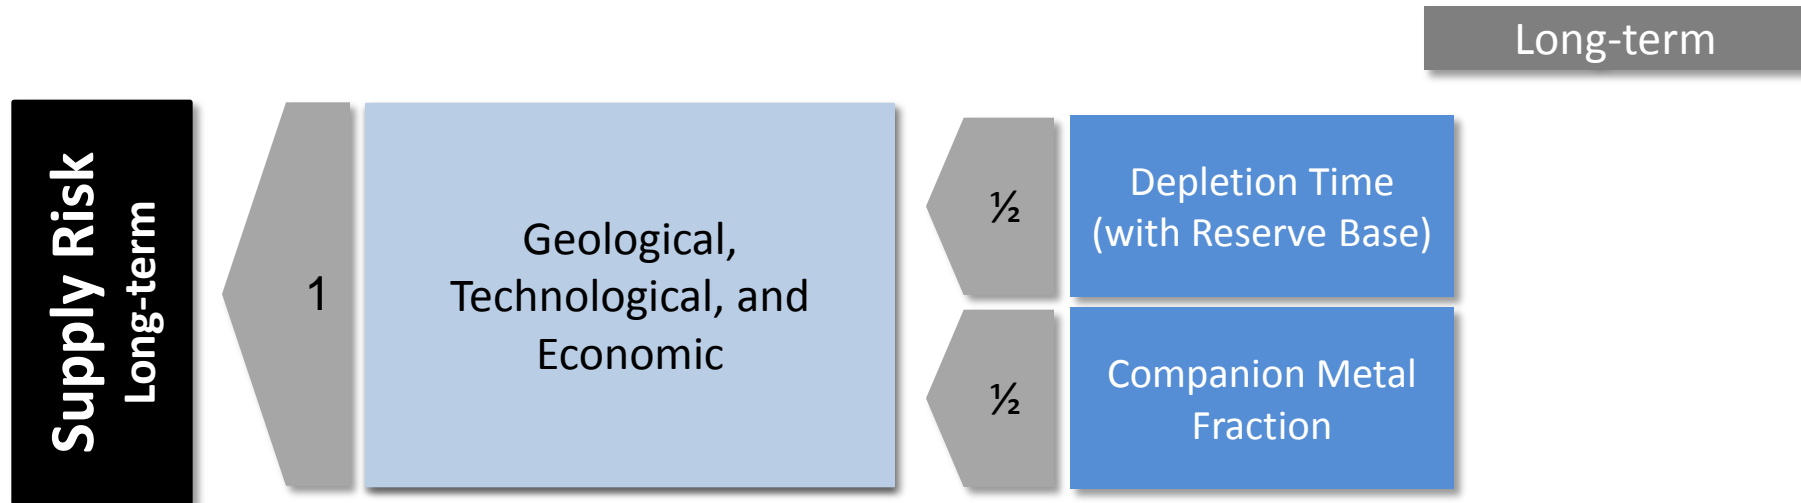 Long-term
Supply Risk
Long-term
1
Geological,
Technological, and
Economic
½
Depletion Time
(with Reserve Base)
½
Companion Metal
Fraction